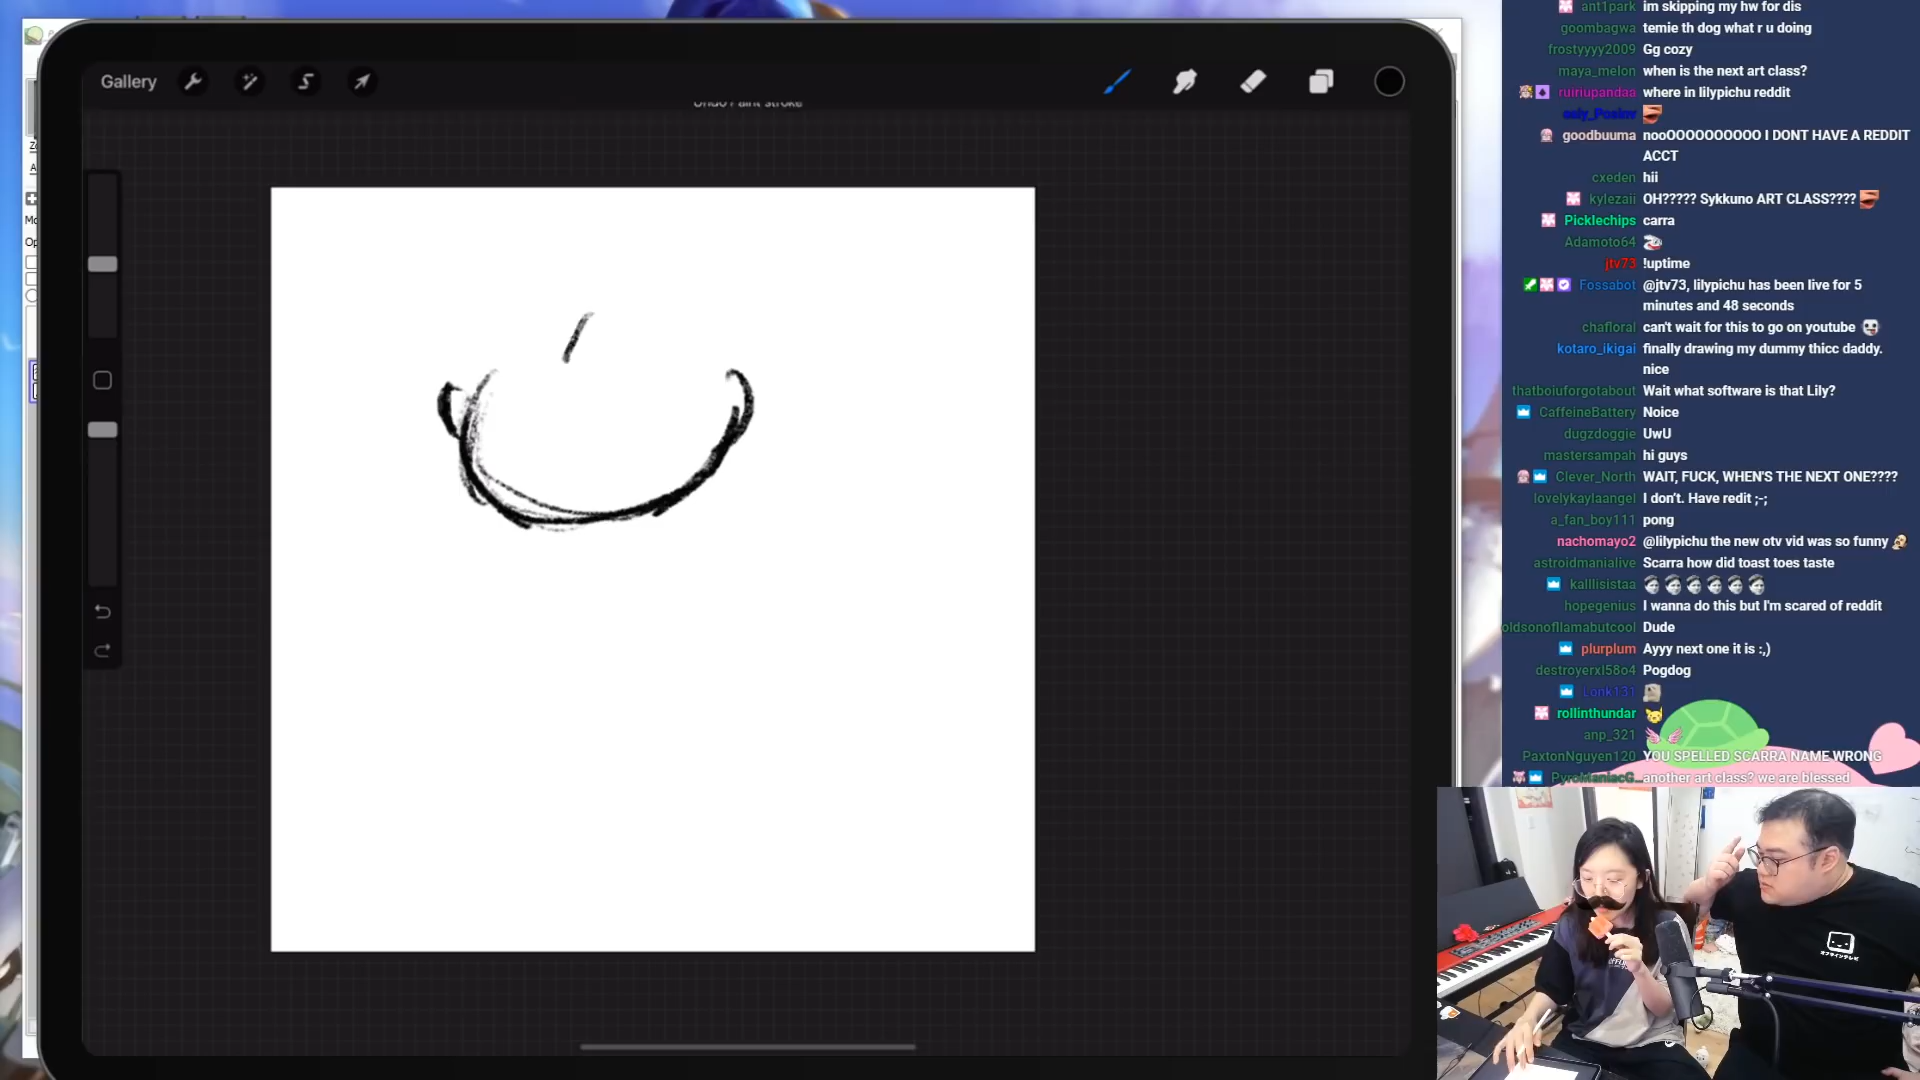 Gallery
Undo Paint Stroke
ant1park im skipping my hw for dis
goombagwa temie th dog what r u doing
frostyyyy2009 Gg cozy
maya_melon when is the next art class?
ruiriupandaa where in lilypichu reddit
goodbuuma nooOOOOOOOOOO I DONT HAVE A REDDIT
ACCT
cxeden hii
kylezaii OH????? Sykkuno ART CLASS????
Picklechips carra
Adamoto64
jtv73 !uptime
Fossabot @jtv73, lilypichu has been live for 5
minutes and 48 seconds
chafloral can't wait for this to go on youtube
kotaro_ikigai finally drawing my dummy thicc daddy.
nice
thatboiuforgotabout Wait what software is that Lily?
CaffeineBattery Noice
dugzdoggie UwU
mastersampah hi guys
Clever_North WAIT, FUCK, WHEN'S THE NEXT ONE????
lovelykaylaangel I don't. Have redit ;-;
a_fan_boy111 pong
nachomayo2 @lilypichu the new otv vid was so funny
astroidmanialive Scarra how did toast toes taste
kalllisistaa
hopegenius I wanna do this but I'm scared of reddit
oldsonofllamabutcool Dude
plurplum Ayyy next one it is :,)
destroyerxl58o4 Pogdog
Lonk131
rollinthundar
anp_321
PaxtonNguyen120 YOU SPELLED SCARRA NAME WRONG
PyroManiacG... another art class? we are blessed